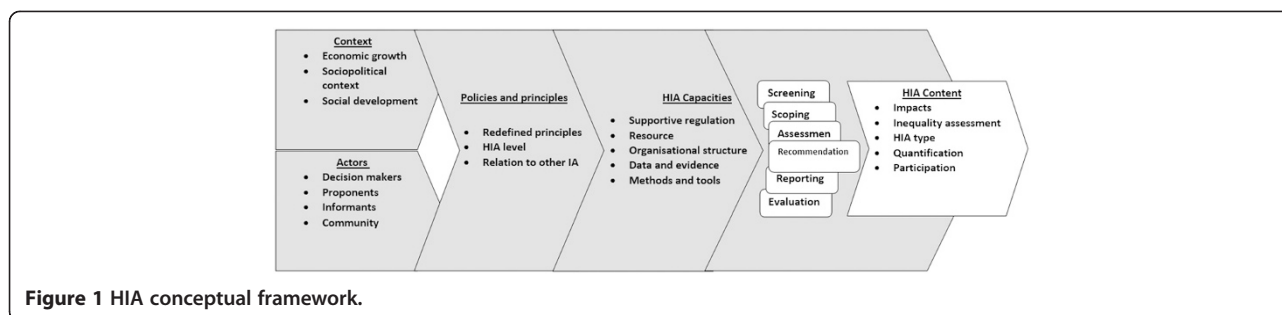 Context
• Economic growth
• Sociopolitical
context
• Social development
Actors
• Decision makers
• Proponents
• Informants
• Community
Policies and principles
• Redefined principles
• HIA level
• Relation to other IA
HIA Capacities
• Supportive regulation
• Resource
• Organisational structure
• Data and evidence
• Methods and tools
Screening
Scoping
Assessmen
Recommendation
Reporting
Evaluation
HIA Content
• Impacts
• Inequality assessment
• HIA type
• Quantification
• Participation
Figure 1 HIA conceptual framework.